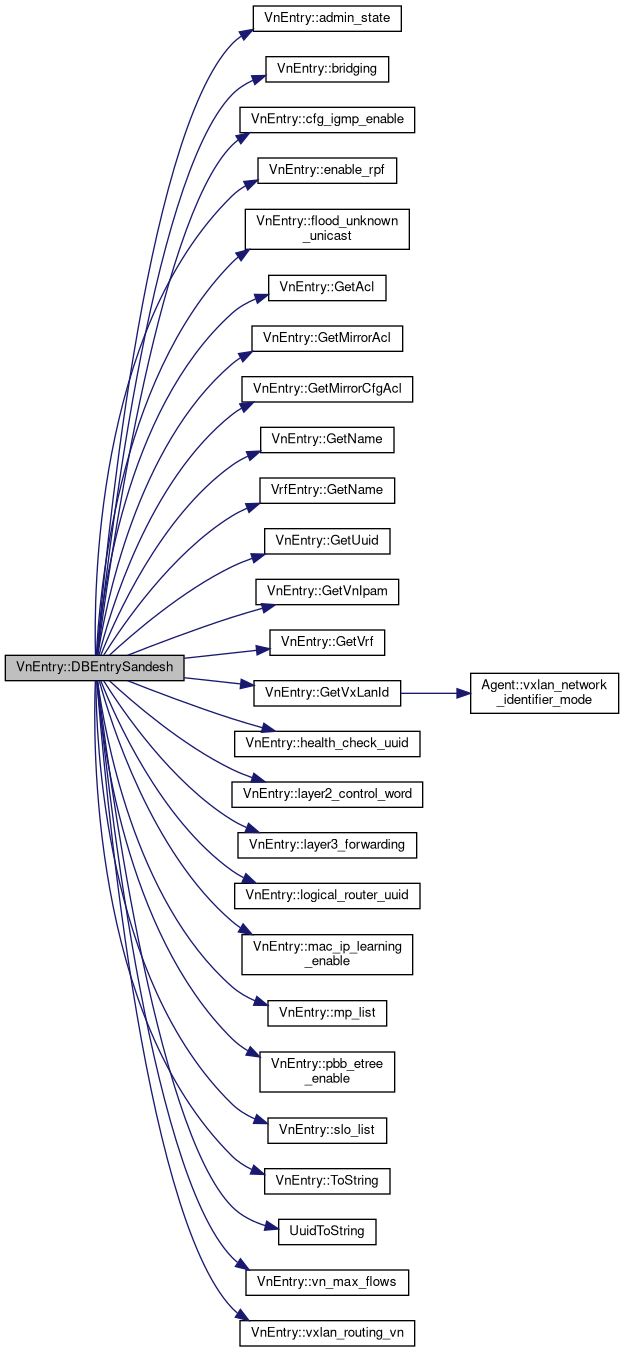 VnEntry::admin_state
VnEntry::bridging
VnEntry::cfg_igmp_enable
VnEntry::enable_rpf
VnEntry::flood_unknown
_unicast
VnEntry::GetAcl
VnEntry::GetMirrorAcl
VnEntry::GetMirrorCfgAcl
VnEntry::GetName
VrfEntry::GetName
VnEntry::GetUuid
VnEntry::GetVnIpam
VnEntry::GetVrf
VnEntry::DBEntrySandesh
VnEntry::GetVxLanId
Agent::vxlan_network
_identifier_mode
VnEntry::health_check_uuid
VnEntry::layer2_control_word
VnEntry::layer3_forwarding
VnEntry::logical_router_uuid
VnEntry::mac_ip_learning
_enable
VnEntry::mp_list
VnEntry::pbb_etree
_enable
VnEntry::slo_list
VnEntry::ToString
UuidToString
VnEntry::vn_max_flows
VnEntry::vxlan_routing_vn